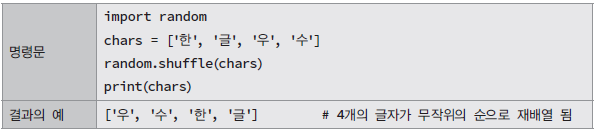 명령문
import random
chars = ['한', '글', '우', '수']
random.shuffle(chars)
print(chars)
결과의 예
['우', '수', '한', '글'] # 4개의 글자가 무작위의 순으로 재배열 됨